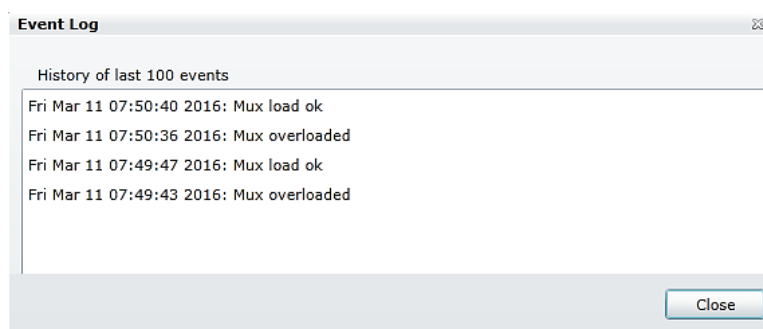 Event Log
History of last 100 events
Fri Mar 11 07:50:40 2016: Mux load ok
Fri Mar 11 07:50:36 2016: Mux overloaded
Fri Mar 11 07:49:47 2016: Mux load ok
Fri Mar 11 07:49:43 2016: Mux overloaded
Close